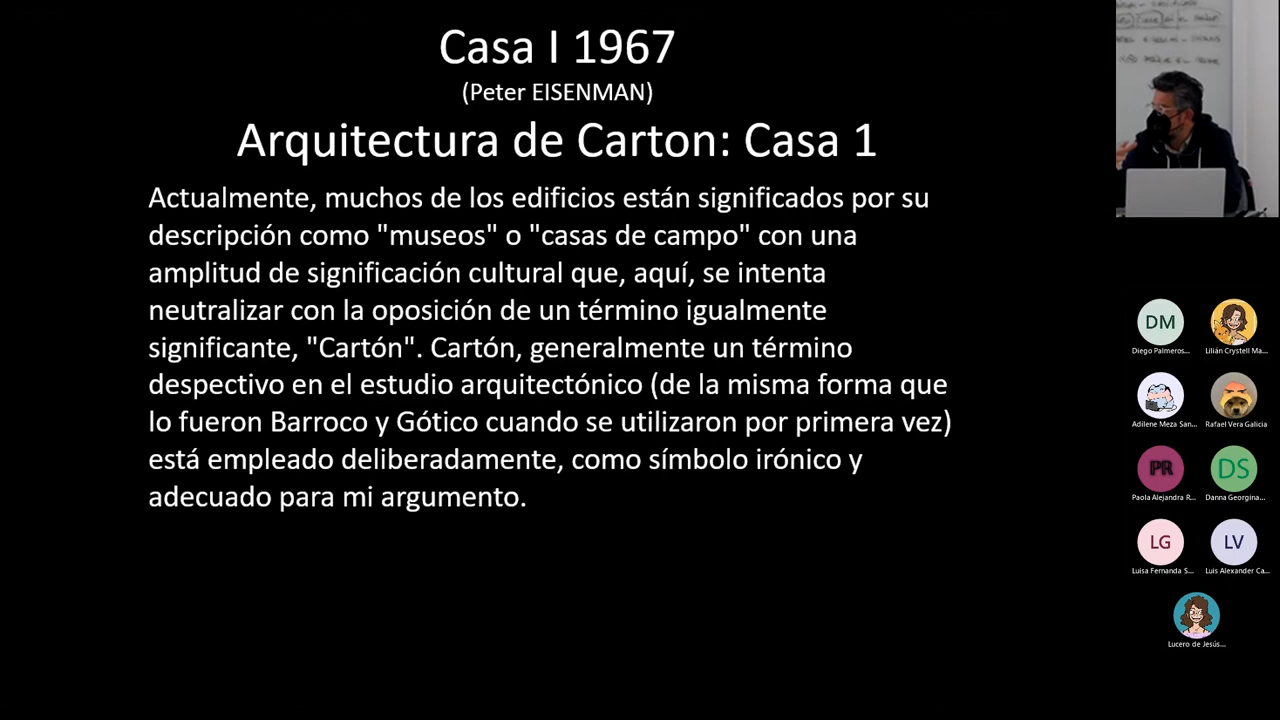 Casa I 1967
(Peter EISENMAN)
Arquitectura de Carton: Casa 1
Actualmente, muchos de los edificios están significados por su
descripción como "museos" o "casas de campo" con una
amplitud de significación cultural que, aquí, se intenta
neutralizar con la oposición de un término igualmente
significante, "Cartón". Cartón, generalmente un término
despectivo en el estudio arquitectónico (de la misma forma que
lo fueron Barroco y Gótico cuando se utilizaron por primera vez)
está empleado deliberadamente, como símbolo irónico y
adecuado para mi argumento.
DM
Diego Palmeros...
Lilián Crystell Ma...
Adilene Meza San...
Rafael Vera Galicia
PR
DS
Paola Alejandra R...
Danna Georgina...
LG
LV
Luisa Fernanda S...
Luis Alexander Ca...
Lucero de Jesús...